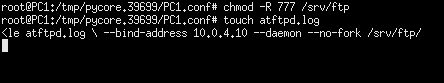 root@PC1:/tmp/pycore.39699/PC1.conf# chmod -R 777 /srv/ftp
root@PC1:/tmp/pycore.39699/PC1.conf# touch atftpd.log
<le atftpd.log \ --bind-address 10.0.4.10 --daemon --no-fork /srv/ftp/